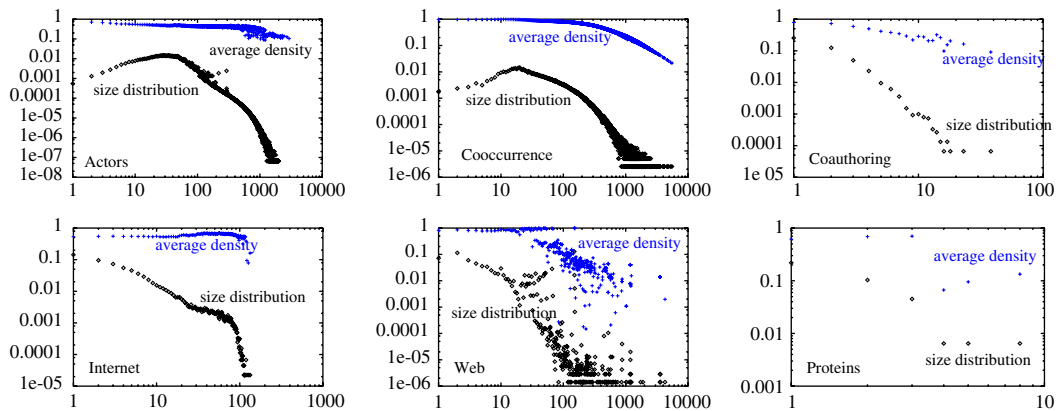 1
0.1
0.01
0.001
0.0001
1e-05
1e-06
1e-07
1e-08
average density
size distribution
Actors
1 10 100 1000 10000
1
0.1
0.01
0.001
0.0001
1e-05
1e-06
average density
size distribution
Cooccurrence
1 10 100 1000 10000
1
0.1
0.01
0.001
0.0001
1e 05
average density
size distribution
Coauthoring
1 10 100
1
0.1
0.01
0.001
0.0001
1e-05
average density
size distribution
Internet
1 10 100 1000
1
0.1
0.01
0.001
0.0001
1e-05
1e-06
average density
size distribution
Web
1 10 100 1000 10000
1
0.1
0.01
0.001
average density
size distribution
Proteins
1 10